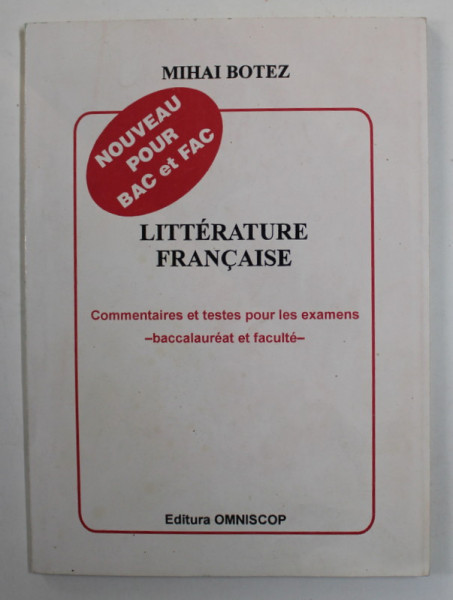 MIHAI BOTEZ
NOUVEAU
POUR
BAC et FAC
LITTÉRATURE
FRANÇAISE
Commentaires et testes pour les examens
–baccalauréat et faculté–
Editura OMNISCOP